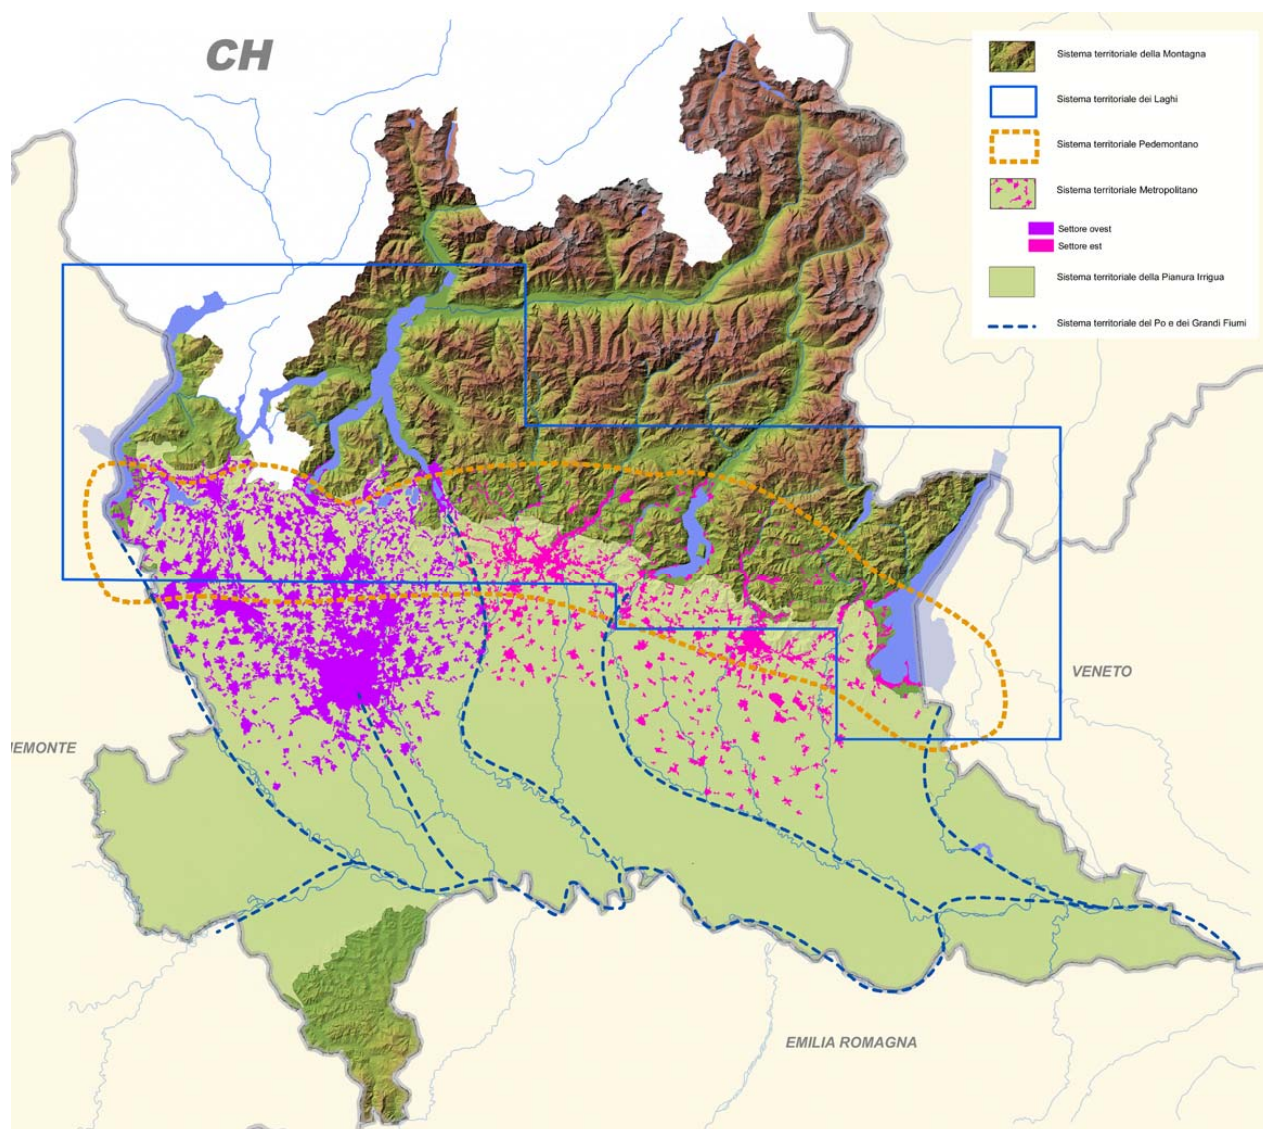 CH
Sistema territoriale della Montagna
Sistema territoriale dei Laghi
Sistema territoriale Pedemontano
Sistema territoriale Metropolitano
Settore ovest
Settore est
Sistema territoriale della Pianura Irrigua
Sistema territoriale del Po e dei Grandi Fiumi
VENETO
IEMONTE
EMILIA ROMAGNA